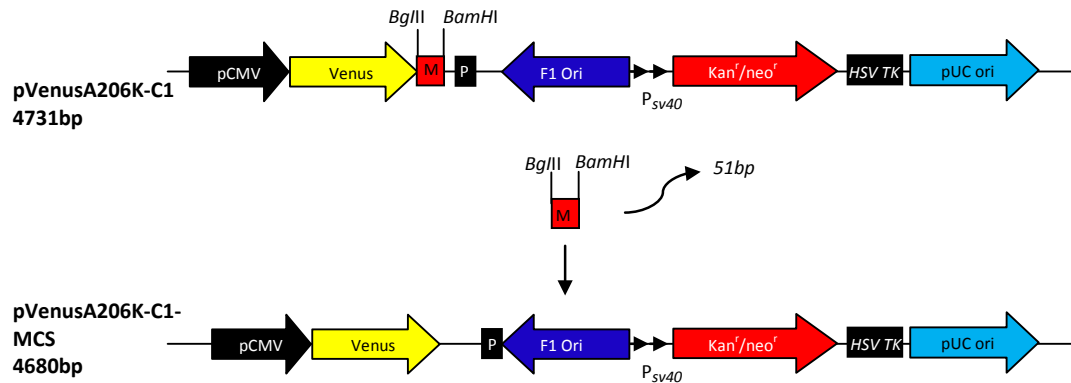 BglII BamHI
pCMV Venus M P F1 Ori Kanʳ/neoʳ HSV TK pUC ori
pVenusA206K-C1
4731bp
Psv40
BglII BamHI
51bp
M
pVenusA206K-C1-
MCS
4680bp
pCMV Venus P F1 Ori Kanʳ/neoʳ HSV TK pUC ori
Psv40